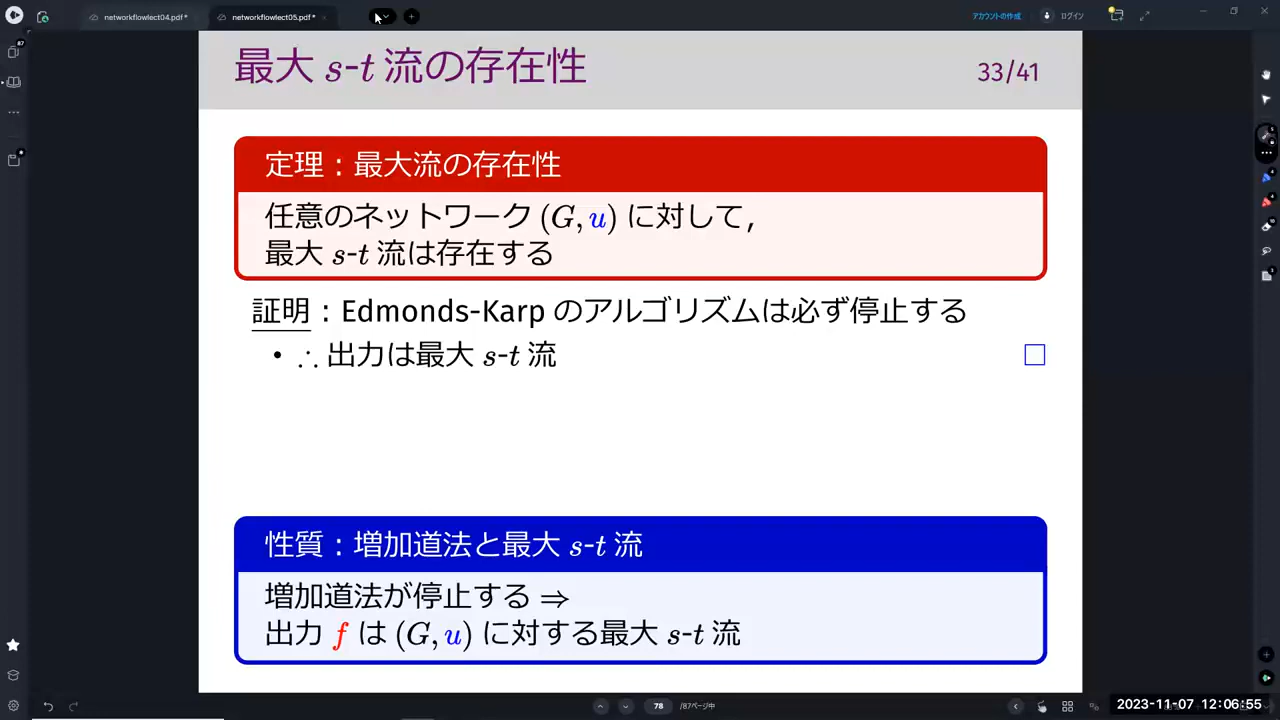 networkflowlect04.pdf*
networkflowlect05.pdf*
アカウントの作成
ログイン
最大 s-t 流の存在性
33/41
定理：最大流の存在性
任意のネットワーク (G, u) に対して，
最大 s-t 流は存在する
証明：Edmonds-Karp のアルゴリズムは必ず停止する
• ∴ 出力は最大 s-t 流 □
性質：増加道法と最大 s-t 流
増加道法が停止する ⇒
出力 f は (G, u) に対する最大 s-t 流
78 /87ページ中
2023-11-07 12:06:55